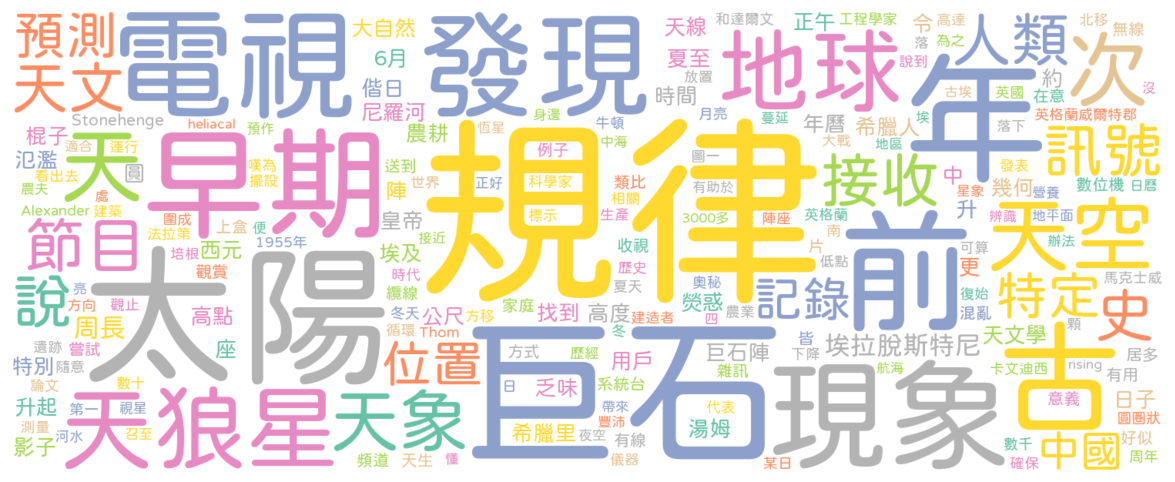 預測 電視 大自然 發現 天線 和達爾文 正午 工程學家 令 高達 北移 無線
天文 6月 偕日 夏至 放置 地球 說到 落 為之 人類 次 沒
Stonehenge heliacal 尼羅河 時間 月亮 蔓延 約 古埃 年 英國 在意 英格蘭威爾特郡
棍子 預作 農耕 恆星 身邊 牛頓 年曆 希臘人 埃 落下
氾濫 適合 運行 天 早期 規律 中海 大戰 地區 發表 訊號
看出去 嘆為 送到 例子 圖一 接收 中 星象 幾何 數位機 日曆
農夫 處 圓 擺設 陣 世界 正好 科學家 類比 有助於 升 營養
Alexander 建築 圍成 上盒 便 皇帝 標示 相關 生產 3000多 陣座 英格蘭 南 辨識 地平面 天空
節目 法拉第 1955年 埃及 接近 收視 片 前 可算 辦法
培根 西元 時代 歷史 奧秘 低點 更 馬克士威
說 亮 觀賞 太陽 纜線 夏天 熒惑 記錄 復始 特定 史
方向 觀止 高點 冬天 公尺 方移 家庭 找到 高度 建造者 四 農業 混亂 顆
周長 座 循環 Thom 冬 皆 埃拉脫斯特尼 天文學
遺跡 嘗試 位置 巨石 方式 歷經 用戶 巨石陣 下降 航海 居多
特別 隨意 雜訊 現象 卡文迪西 rising 有用 古
論文 數十 天狼星 天象 日 乏味 系統台 代表 意義 日子
升起 第一 視星 帶來 湯姆 圓圈狀
測量 河水 召至 希臘里 豐沛 夜空 有線 好似
影子 頻道 天生 懂 儀器 某日 數千 確保 中國 周年